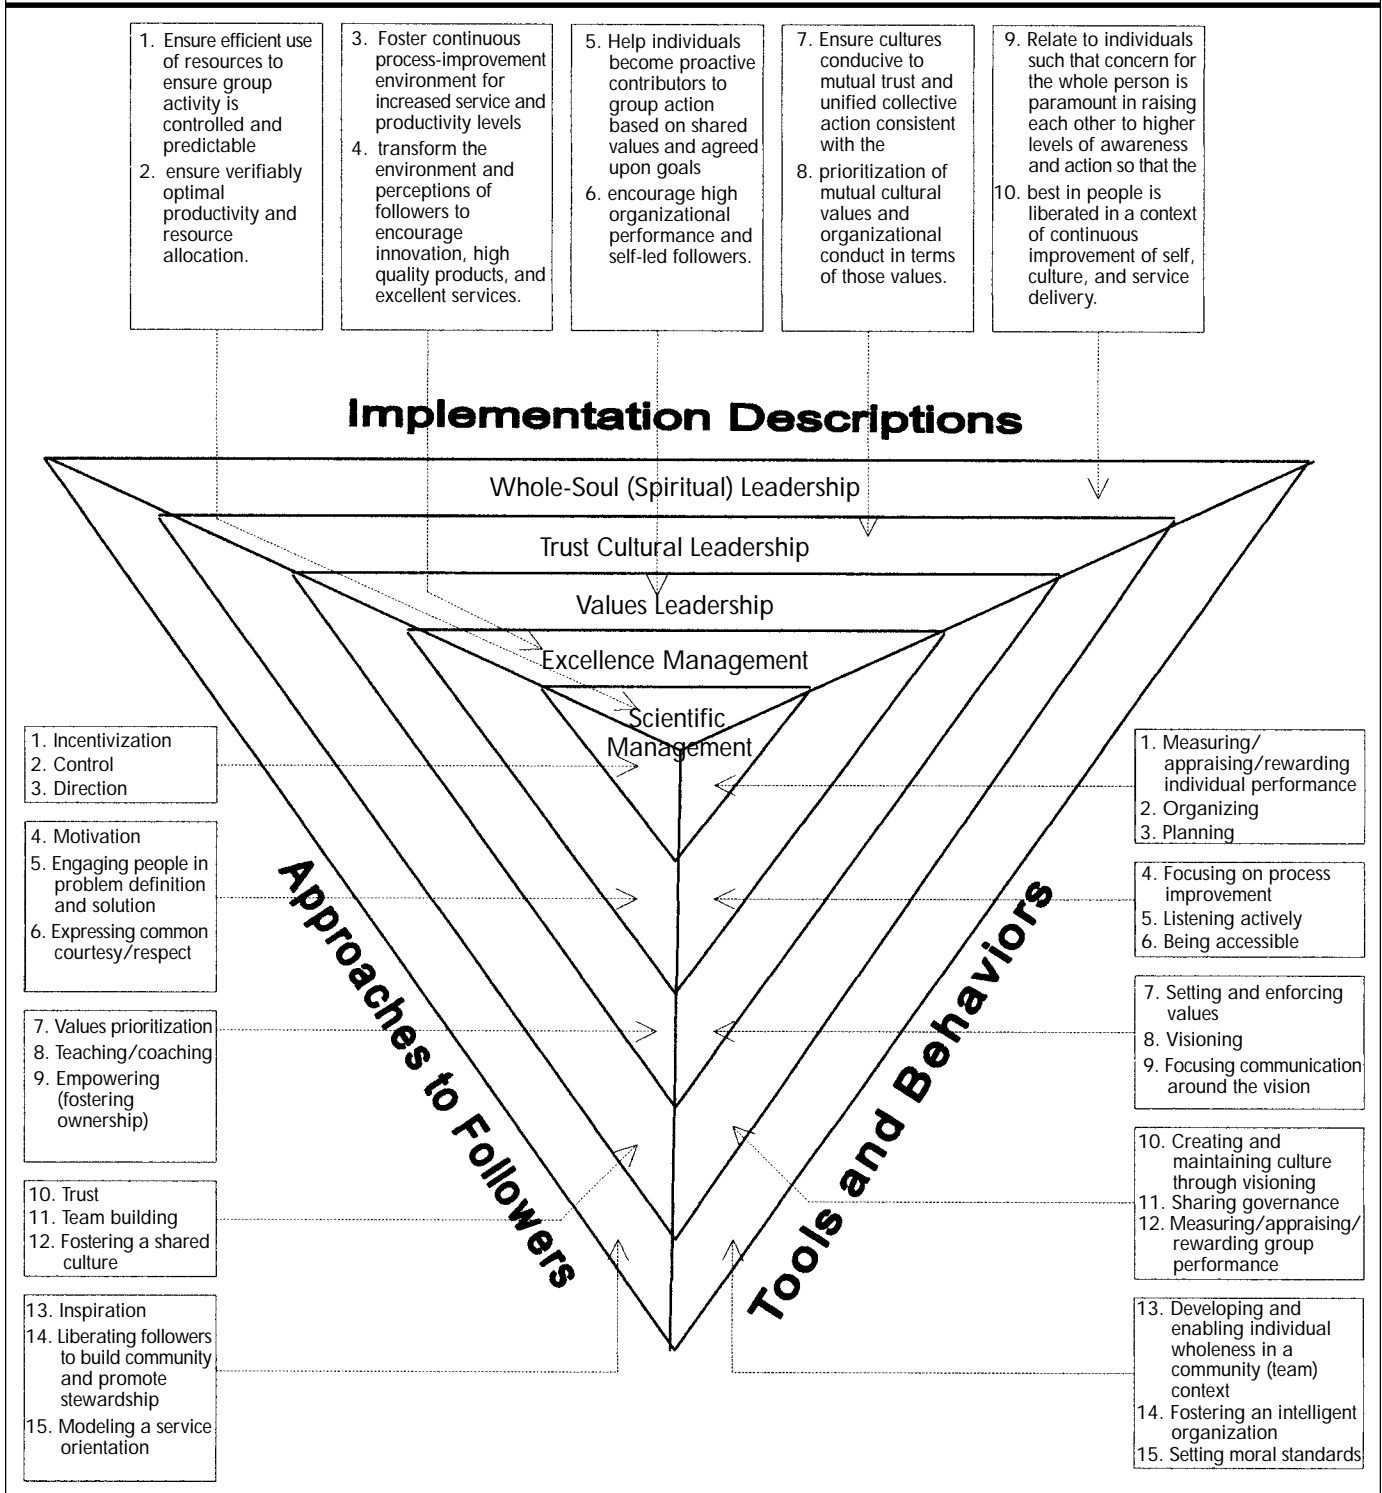 1. Ensure efficient use
of resources to
ensure group
activity is
controlled and
predictable
2. ensure verifiably
optimal
productivity and
resource
allocation.
3. Foster continuous
process-improvement
environment for
increased service and
productivity levels
4. transform the
environment and
perceptions of
followers to
encourage
innovation, high
quality products, and
excellent services.
5. Help individuals
become proactive
contributors to
group action
based on shared
values and agreed
upon goals
6. encourage high
organizational
performance and
self-led followers.
7. Ensure cultures
conducive to
mutual trust and
unified collective
action consistent
with the
8. prioritization of
mutual cultural
values and
organizational
conduct in terms
of those values.
9. Relate to individuals
such that concern for
the whole person is
paramount in raising
each other to higher
levels of awareness
and action so that the
10. best in people is
liberated in a context
of continuous
improvement of self,
culture, and service
delivery.
Implementation Descriptions
Whole-Soul (Spiritual) Leadership
Trust Cultural Leadership
Values Leadership
Excellence Management
Scientific
Management
1. Incentivization
2. Control
3. Direction
4. Motivation
5. Engaging people in
problem definition
and solution
6. Expressing common
courtesy/respect
7. Values prioritization
8. Teaching/coaching
9. Empowering
(fostering
ownership)
10. Trust
11. Team building
12. Fostering a shared
culture
13. Inspiration
14. Liberating followers
to build community
and promote
stewardship
15. Modeling a service
orientation
Approaches to Followers
Tools and Behaviors
1. Measuring/
appraising/rewarding
individual performance
2. Organizing
3. Planning
4. Focusing on process
improvement
5. Listening actively
6. Being accessible
7. Setting and enforcing
values
8. Visioning
9. Focusing communication
around the vision
10. Creating and
maintaining culture
through visioning
11. Sharing governance
12. Measuring/appraising/
rewarding group
performance
13. Developing and
enabling individual
wholeness in a
community (team)
context
14. Fostering an intelligent
organization
15. Setting moral standards